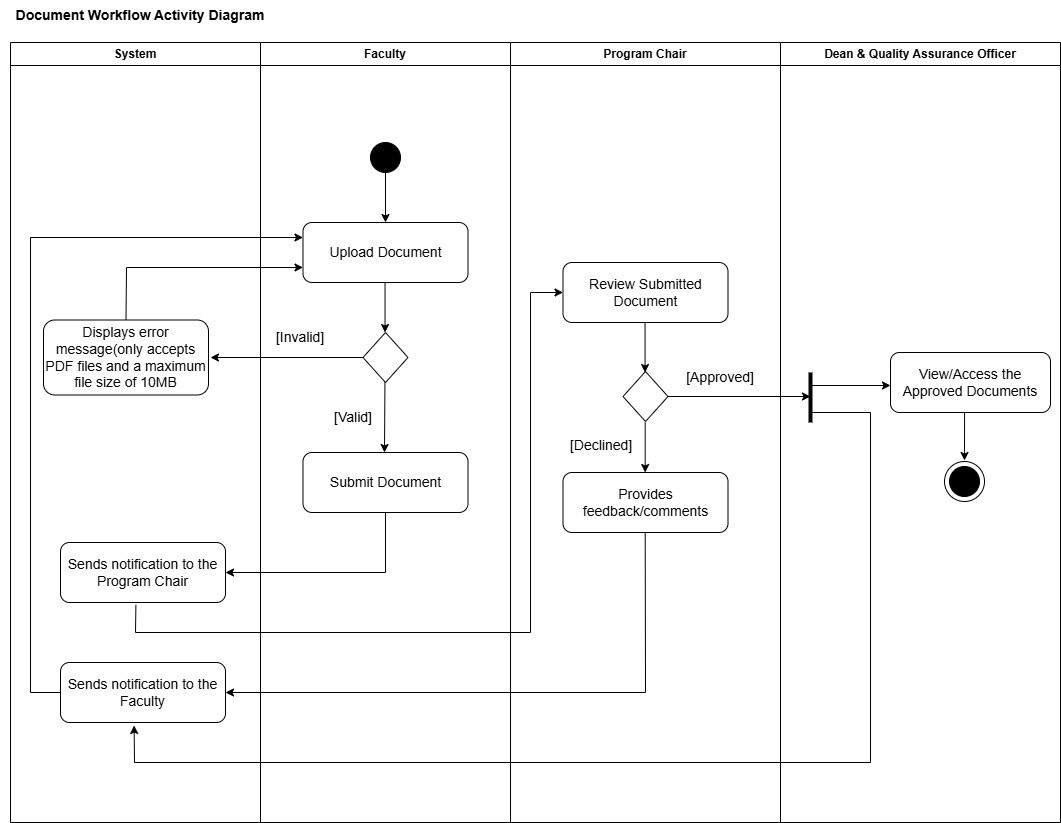 Document Workflow Activity Diagram
System
Faculty
Program Chair
Dean & Quality Assurance Officer
Upload Document
Displays error
message(only accepts
PDF files and a maximum
file size of 10MB
[Invalid]
[Valid]
Submit Document
Sends notification to the
Program Chair
Review Submitted
Document
[Approved]
[Declined]
Provides
feedback/comments
View/Access the
Approved Documents
Sends notification to the
Faculty